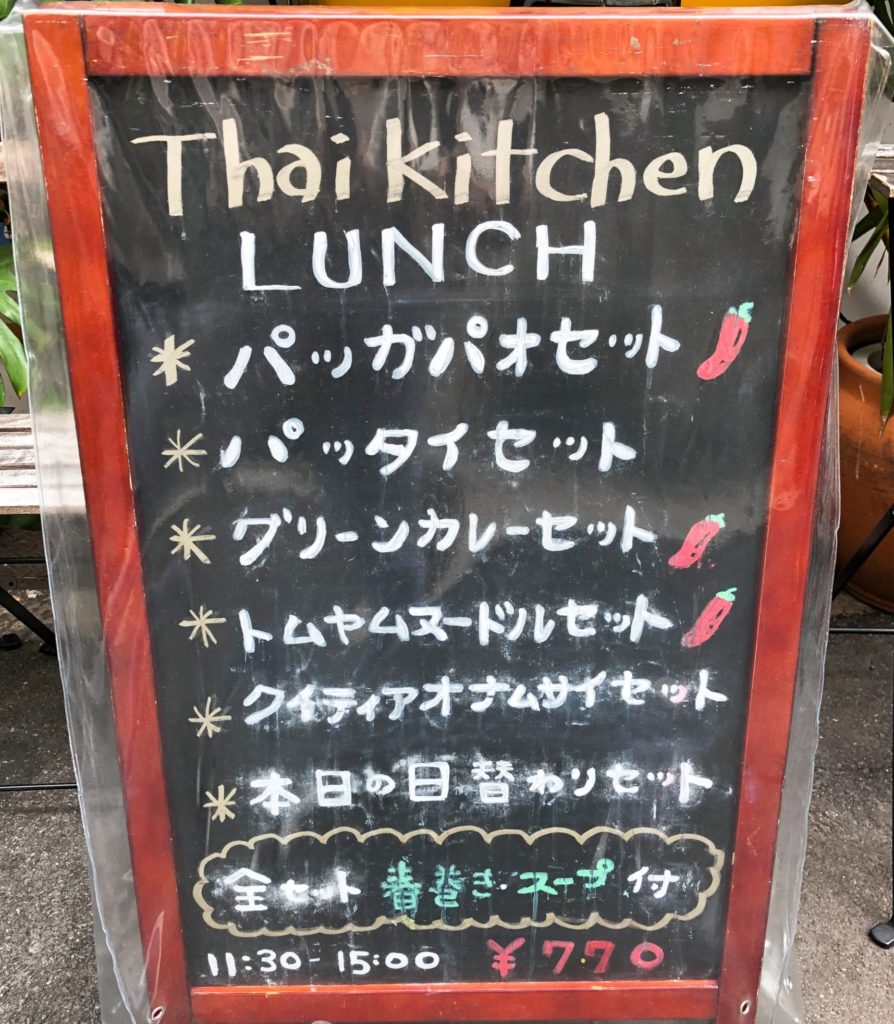 Thai Kitchen
LUNCH
* パッガパオセット
* パッタイセット
* グリーンカレーセット
* トムヤムヌードルセット
* クイティアオナムサイセット
* 本日の日替わりセット
全セット 春巻き・スープ 付
11:30-15:00 ¥770